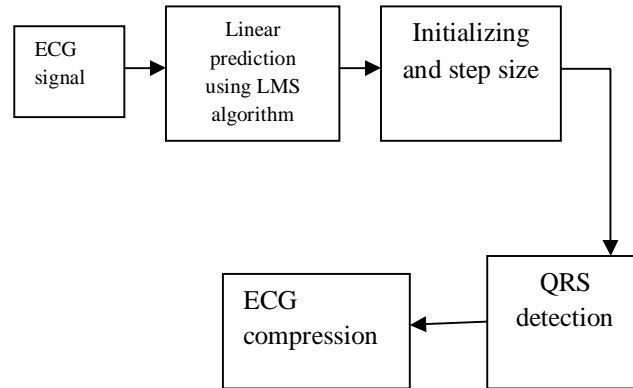 ECG
signal
Linear
prediction
using LMS
algorithm
Initializing
and step size
QRS
detection
ECG
compression